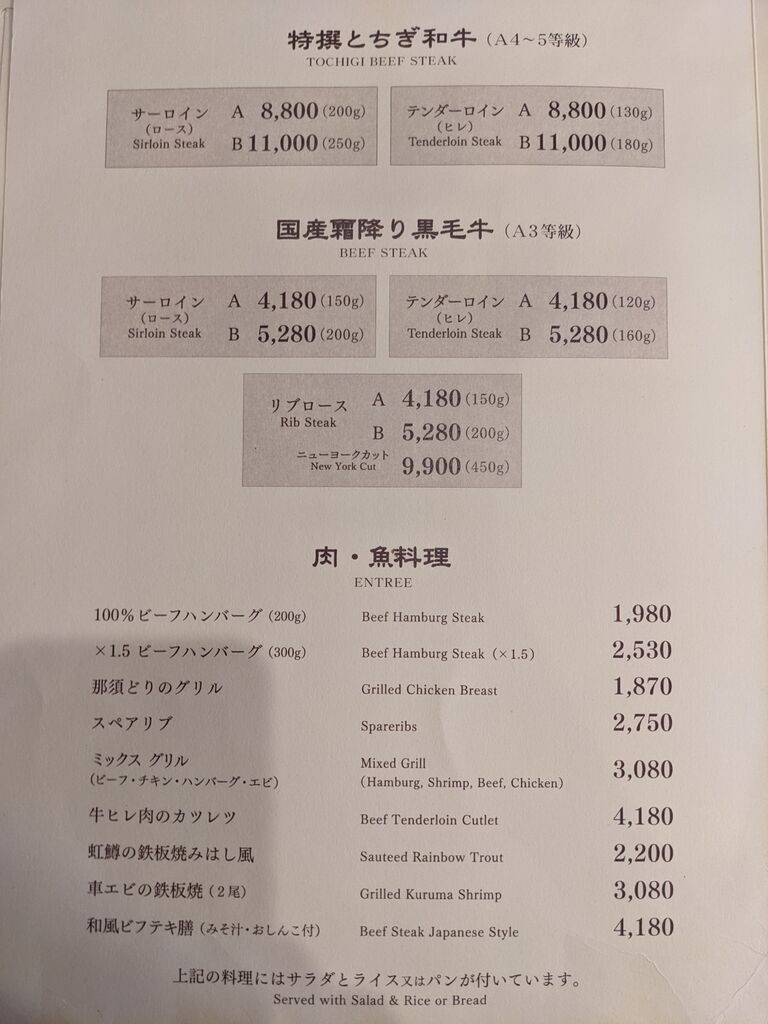 特撰とちぎ和牛（A4～5等級）
TOCHIGI BEEF STEAK
サーロイン A 8,800(200g)
（ロース）
Sirloin Steak B 11,000(250g)
テンダーロイン A 8,800(130g)
（ヒレ）
Tenderloin Steak B 11,000(180g)
国産霜降り黒毛牛（A3等級）
BEEF STEAK
サーロイン A 4,180(150g)
（ロース）
Sirloin Steak B 5,280(200g)
テンダーロイン A 4,180(120g)
（ヒレ）
Tenderloin Steak B 5,280(160g)
リブロース A 4,180(150g)
Rib Steak
B 5,280(200g)
ニューヨークカット
New York Cut 9,900(450g)
肉・魚料理
ENTREE
100%ビーフハンバーグ（200g） Beef Hamburg Steak 1,980
×1.5 ビーフハンバーグ（300g） Beef Hamburg Steak（×1.5） 2,530
那須どりのグリル Grilled Chicken Breast 1,870
スペアリブ Spareribs 2,750
ミックス グリル Mixed Grill 3,080
（ビーフ・チキン・ハンバーグ・エビ） （Hamburg, Shrimp, Beef, Chicken）
牛ヒレ肉のカツレツ Beef Tenderloin Cutlet 4,180
虹鱒の鉄板焼みはし風 Sauteed Rainbow Trout 2,200
車エビの鉄板焼（2尾） Grilled Kuruma Shrimp 3,080
和風ビフテキ膳（みそ汁・おしんこ付） Beef Steak Japanese Style 4,180
上記の料理にはサラダとライス又はパンが付いています。
Served with Salad & Rice or Bread